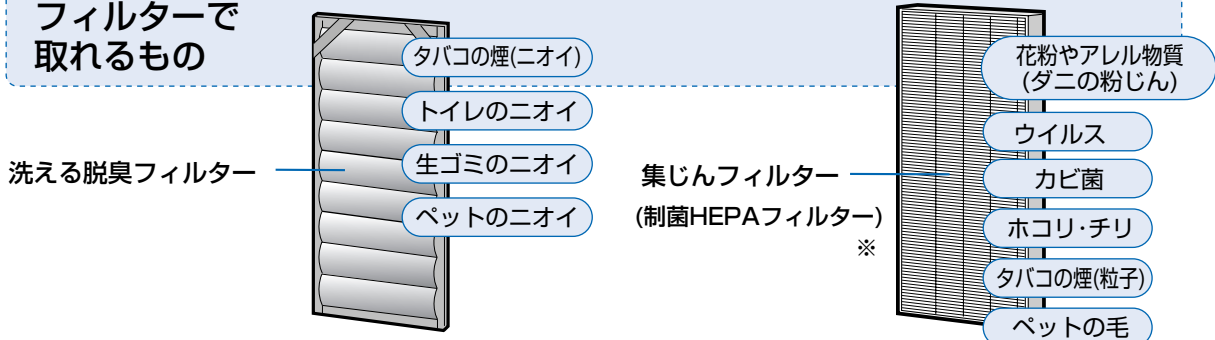 フィルターで
取れるもの
洗える脱臭フィルター
タバコの煙(ニオイ)
トイレのニオイ
生ゴミのニオイ
ペットのニオイ
集じんフィルター
(制菌HEPAフィルター)
※
花粉やアレル物質
(ダニの粉じん)
ウイルス
カビ菌
ホコリ・チリ
タバコの煙(粒子)
ペットの毛